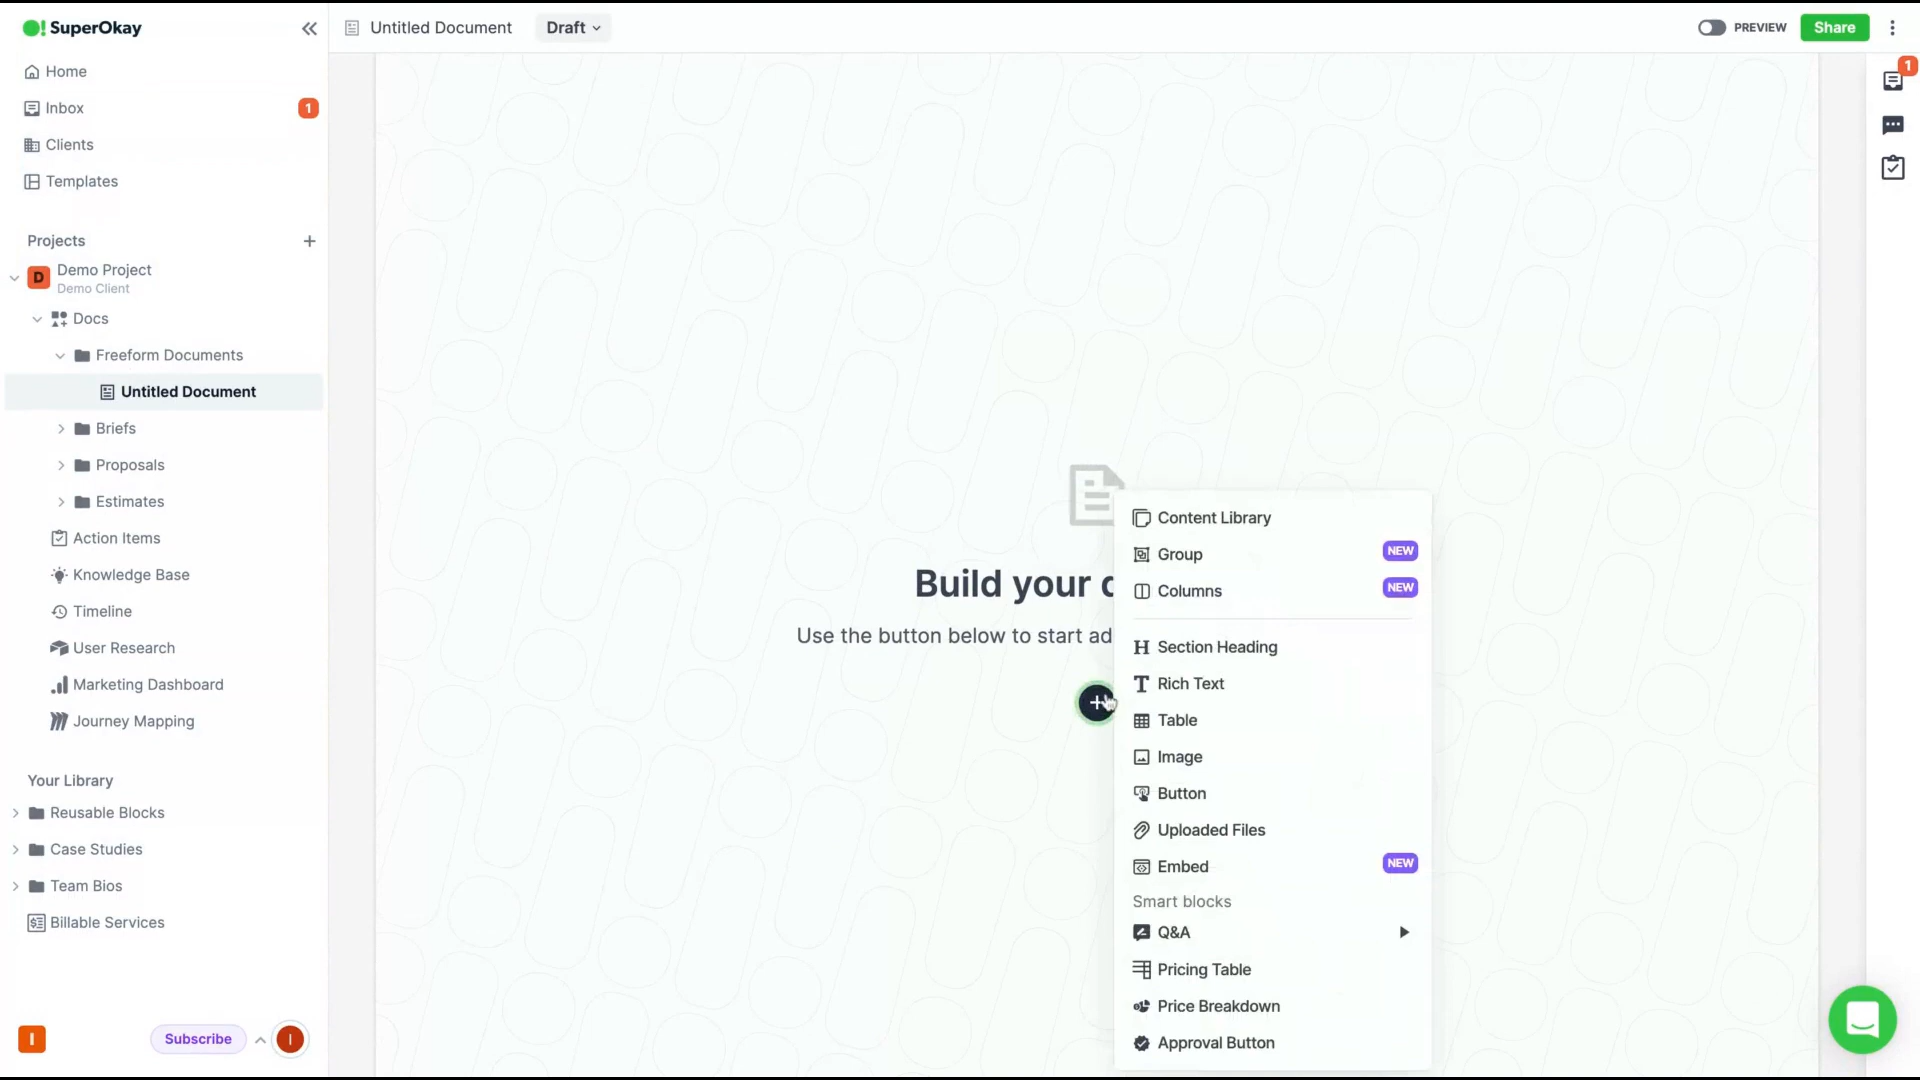 SuperOkay
Untitled Document
Draft
PREVIEW
Share
1
Home
Inbox
1
Clients
Templates
Projects
D
Demo Project
Demo Client
Docs
Freeform Documents
Untitled Document
Briefs
Proposals
Estimates
Action Items
Knowledge Base
Timeline
User Research
Marketing Dashboard
Journey Mapping
Your Library
Reusable Blocks
Case Studies
Team Bios
Billable Services
I
Subscribe
I
Build your
Use the button below to start ad
Content Library
Group
NEW
Columns
NEW
Section Heading
Rich Text
Table
Image
Button
Uploaded Files
Embed
NEW
Smart blocks
Q&A
Pricing Table
Price Breakdown
Approval Button